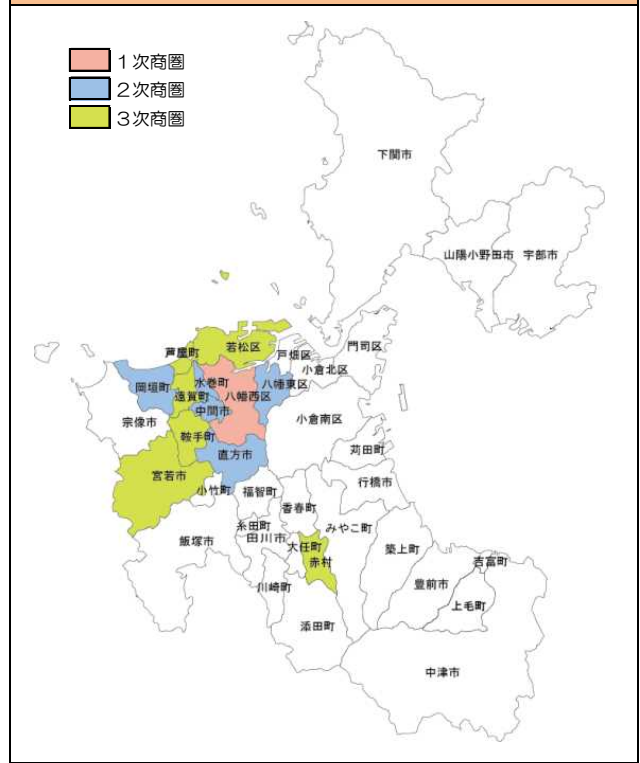 １次商圏
２次商圏
３次商圏
下関市
山陽小野田市
宇部市
門司区
若松区
戸畑区
芦屋町
小倉北区
水巻町
岡垣町
八幡東区
遠賀町
八幡西区
中間市
宗像市
小倉南区
鞍手町
直方市
苅田町
宮若市
行橋市
小竹町
福智町
香春町
みやこ町
糸田町
田川市
飯塚市
大任町
築上町
赤村
吉富町
豊前市
川崎町
上毛町
添田町
中津市